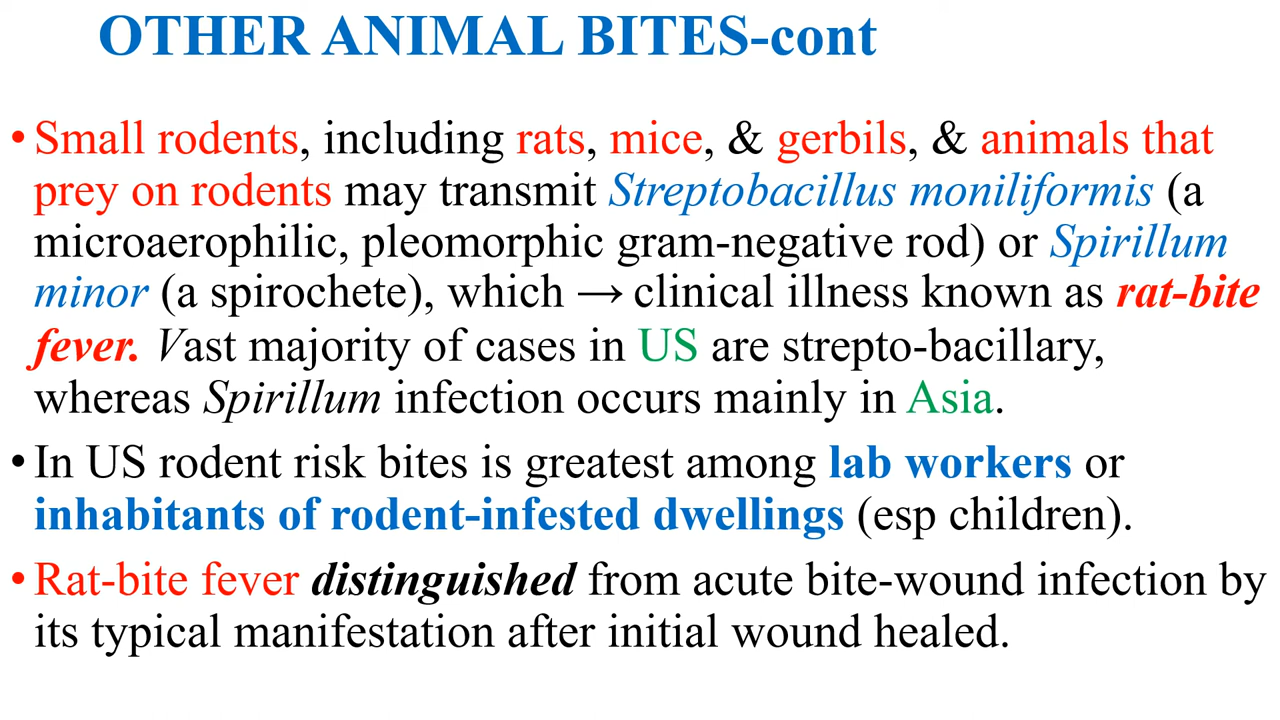 OTHER ANIMAL BITES-cont
• Small rodents, including rats, mice, & gerbils, & animals that
prey on rodents may transmit Streptobacillus moniliformis (a
microaerophilic, pleomorphic gram-negative rod) or Spirillum
minor (a spirochete), which → clinical illness known as rat-bite
fever. Vast majority of cases in US are strepto-bacillary,
whereas Spirillum infection occurs mainly in Asia.
• In US rodent risk bites is greatest among lab workers or
inhabitants of rodent-infested dwellings (esp children).
• Rat-bite fever distinguished from acute bite-wound infection by
its typical manifestation after initial wound healed.